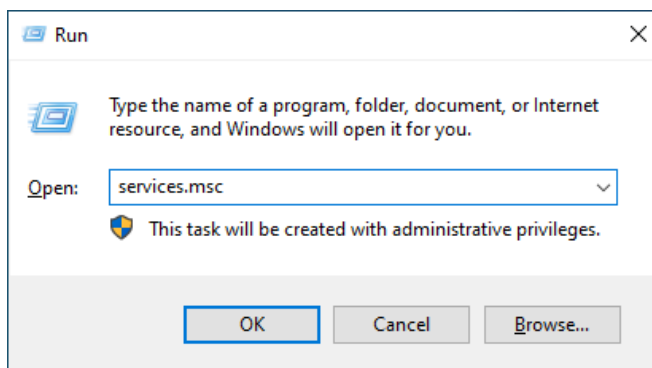 Run
Type the name of a program, folder, document, or Internet
resource, and Windows will open it for you.
Open: services.msc
This task will be created with administrative privileges.
OK Cancel Browse...